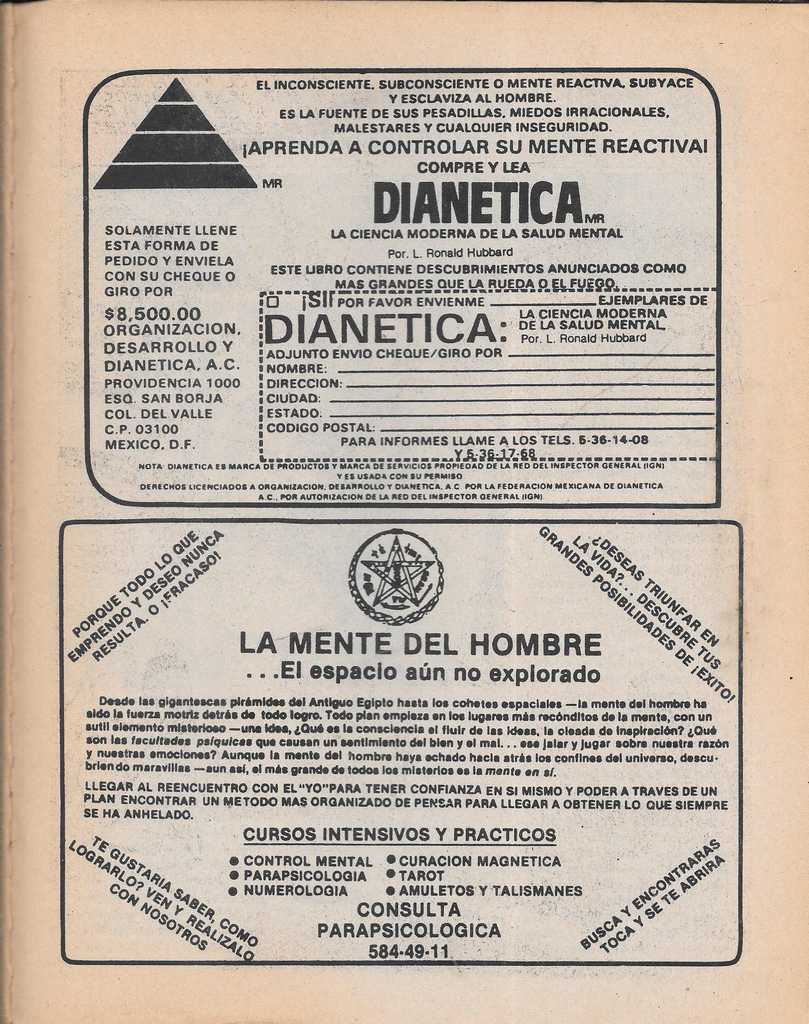 EL INCONSCIENTE, SUBCONSCIENTE O MENTE REACTIVA, SUBYACE
Y ESCLAVIZA AL HOMBRE.
ES LA FUENTE DE SUS PESADILLAS, MIEDOS IRRACIONALES,
MALESTARES Y CUALQUIER INSEGURIDAD.
¡APRENDA A CONTROLAR SU MENTE REACTIVA!
MR
COMPRE Y LEA
DIANETICA MR
LA CIENCIA MODERNA DE LA SALUD MENTAL
Por. L. Ronald Hubbard
ESTE LIBRO CONTIENE DESCUBRIMIENTOS ANUNCIADOS COMO
MAS GRANDES QUE LA RUEDA O EL FUEGO.
SOLAMENTE LLENE
ESTA FORMA DE
PEDIDO Y ENVIELA
CON SU CHEQUE O
GIRO POR
$8,500.00
ORGANIZACION,
DESARROLLO Y
DIANETICA, A.C.
PROVIDENCIA 1000
ESQ. SAN BORJA
COL. DEL VALLE
C.P. 03100
MEXICO, D.F.
¡SI! POR FAVOR ENVIENME EJEMPLARES DE
DIANETICA: LA CIENCIA MODERNA
DE LA SALUD MENTAL
Por. L. Ronald Hubbard
ADJUNTO ENVIO CHEQUE/GIRO POR
NOMBRE:
DIRECCION:
CIUDAD:
ESTADO:
CODIGO POSTAL:
PARA INFORMES LLAME A LOS TELS. 5-36-14-08
Y 5-36-17-68
NOTA: DIANETICA ES MARCA DE PRODUCTOS Y MARCA DE SERVICIOS PROPIEDAD DE LA RED DEL INSPECTOR GENERAL (IGN)
Y ES USADA CON SU PERMISO
DERECHOS LICENCIADOS A ORGANIZACION, DESARROLLO Y DIANETICA, A.C. POR LA FEDERACION MEXICANA DE DIANETICA
A.C., POR AUTORIZACION DE LA RED DEL INSPECTOR GENERAL (IGN)
PORQUE TODO LO QUE
EMPRENDO Y DESEO NUNCA
RESULTA. O ¡FRACASO!
¿DESEAS TRIUNFAR EN
LA VIDA?... DESCUBRE TUS
GRANDES POSIBILIDADES DE ¡EXITO!
LA MENTE DEL HOMBRE
...El espacio aún no explorado
Desde las gigantescas pirámides del Antiguo Egipto hasta los cohetes espaciales —la mente del hombre ha
sido la fuerza motriz detrás de todo logro. Todo plan empieza en los lugares más recónditos de la mente, con un
sutil elemento misterioso —una idea, ¿Qué es la consciencia el fluir de las ideas, la oleada de inspiración? ¿Qué
son las facultades psíquicas que causan un sentimiento del bien y el mal... ese jalar y jugar sobre nuestra razón
y nuestras emociones? Aunque la mente del hombre haya echado hacia atrás los confines del universo, descu-
briendo maravillas —aun así, el más grande de todos los misterios es la mente en sí.
LLEGAR AL REENCUENTRO CON EL "YO" PARA TENER CONFIANZA EN SI MISMO Y PODER A TRAVES DE UN
PLAN ENCONTRAR UN METODO MAS ORGANIZADO DE PENSAR PARA LLEGAR A OBTENER LO QUE SIEMPRE
SE HA ANHELADO.
CURSOS INTENSIVOS Y PRACTICOS
● CONTROL MENTAL ● CURACION MAGNETICA
● PARAPSICOLOGIA ● TAROT
● NUMEROLOGIA ● AMULETOS Y TALISMANES
CONSULTA
PARAPSICOLOGICA
584-49-11
TE GUSTARIA SABER, COMO
LOGRARLO? VEN Y REALIZALO
CON NOSOTROS
BUSCA Y ENCONTRARAS
TOCA Y SE TE ABRIRA